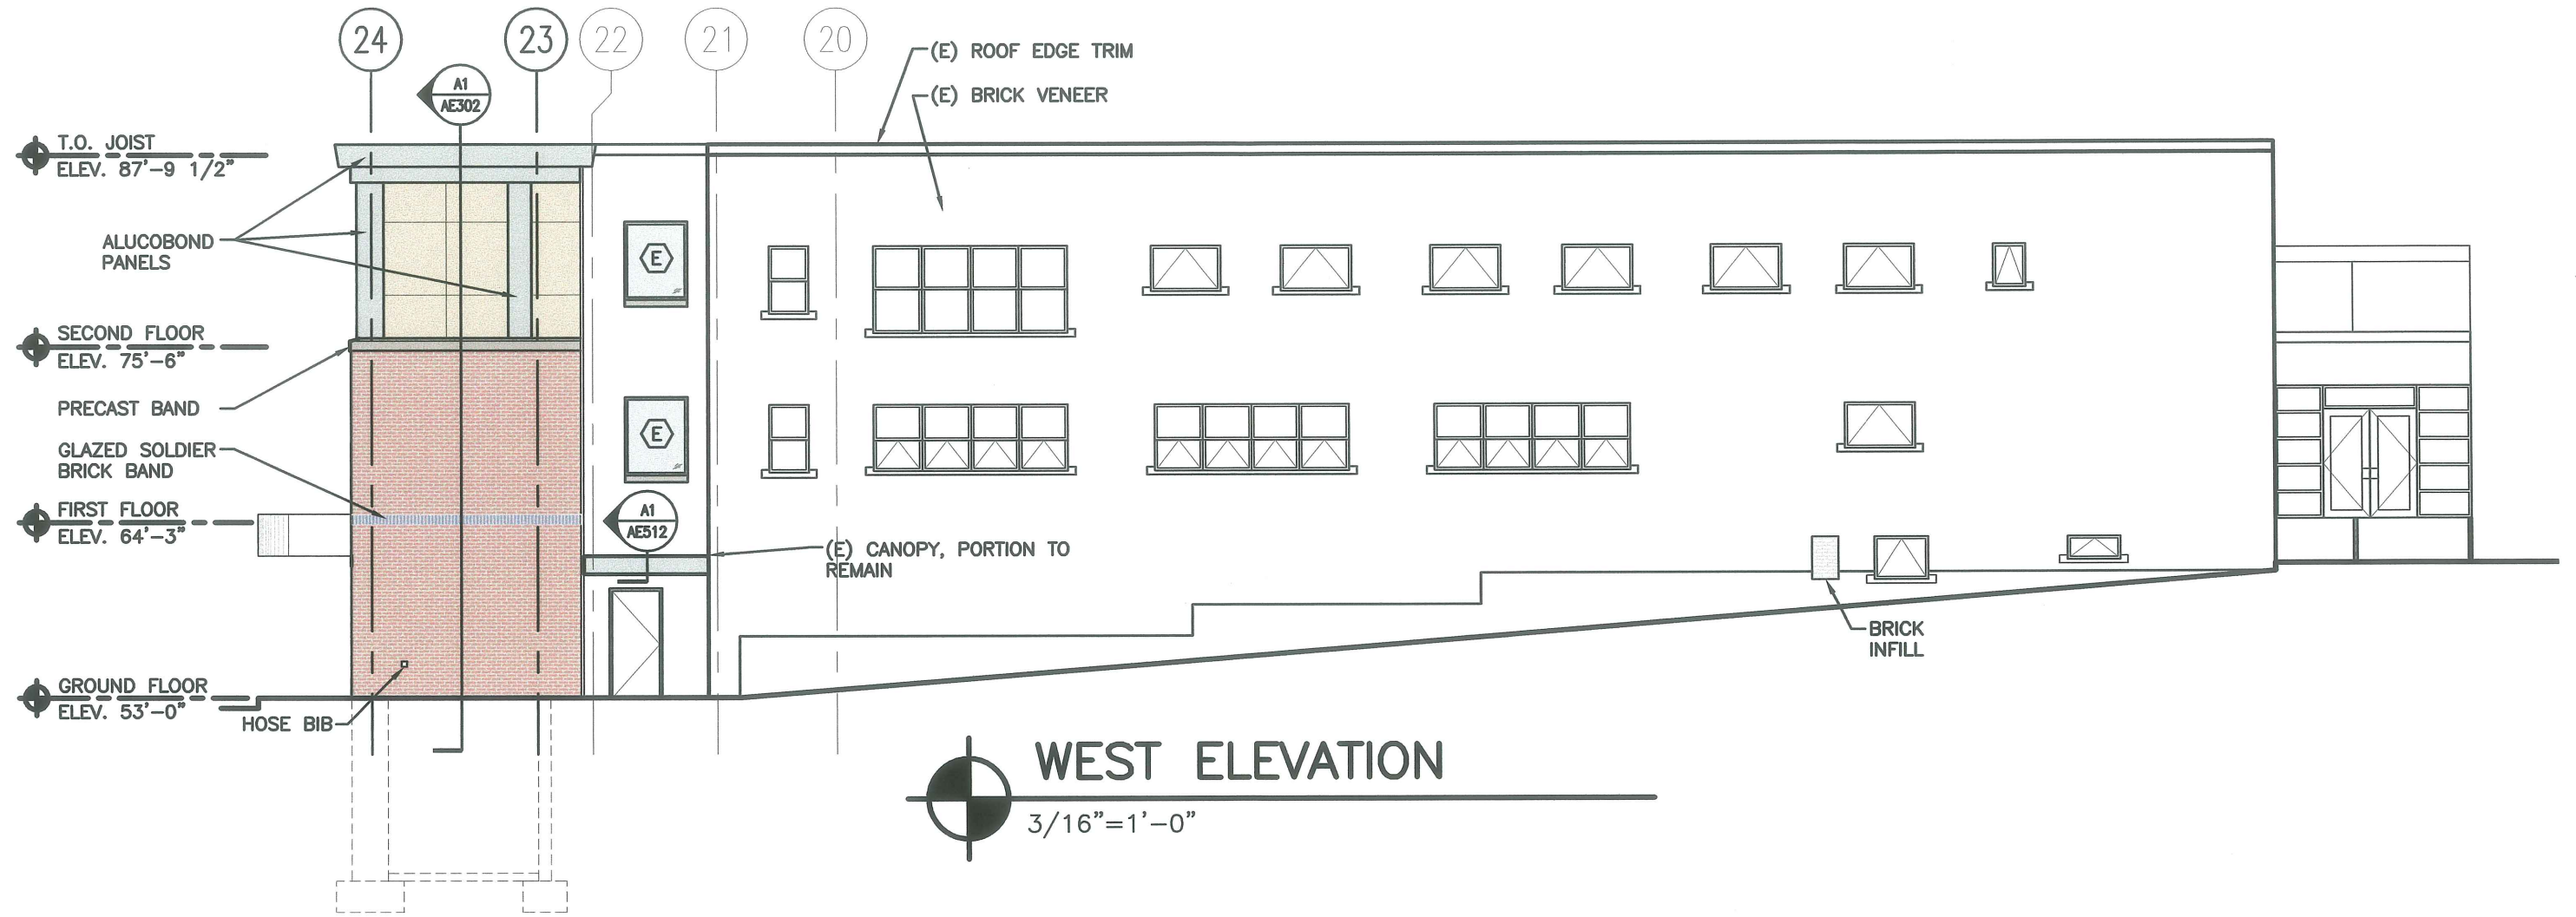 24
23
22
21
20
A1
AE302
(E) ROOF EDGE TRIM
(E) BRICK VENEER
T.O. JOIST
ELEV. 87'-9 1/2"
ALUCOBOND
PANELS
E
SECOND FLOOR
ELEV. 75'-6"
PRECAST BAND
E
GLAZED SOLDIER
BRICK BAND
FIRST FLOOR
ELEV. 64'-3"
A1
AE512
(E) CANOPY, PORTION TO
REMAIN
BRICK
INFILL
GROUND FLOOR
ELEV. 53'-0"
HOSE BIB
WEST ELEVATION
3/16"=1'-0"